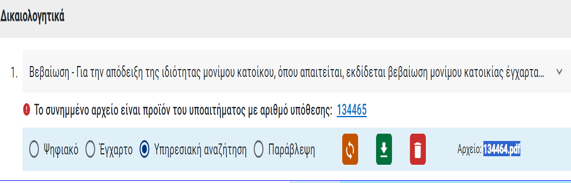 Δικαιολογητικά
1. Βεβαίωση - Για την απόδειξη της ιδιότητας μονίμου κατοίκου, όπου απαιτείται, εκδίδεται βεβαίωση μονίμου κατοικίας έγχαρτα...
Το συνημμένο αρχείο είναι προϊόν του υποαιτήματος με αριθμό υπόθεσης: 134465
Ψηφιακό Έγχαρτο Υπηρεσιακή αναζήτηση Παράβλεψη Αρχείο: 134464.pdf